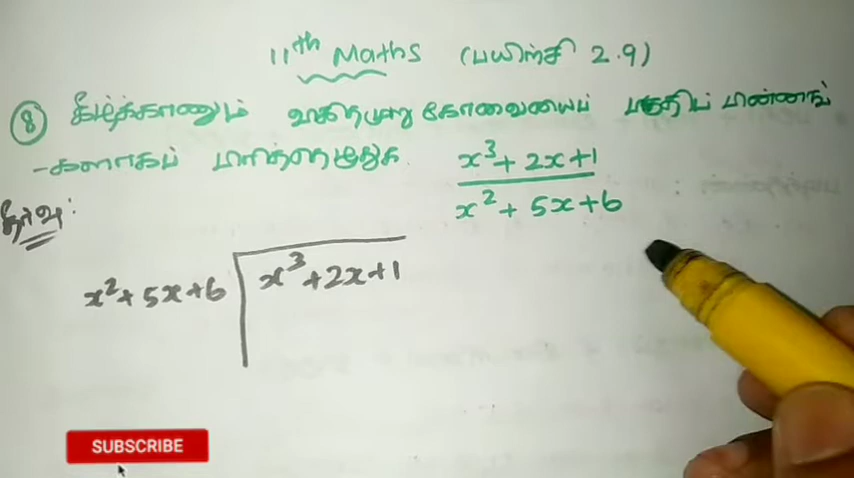 11th Maths (பயிற்சி 2.9)
⑧ கீழ்க்காணும் விகிதமுறு கோவையைப் பகுதிப் பின்னங்
-களாகப் பிரித்தெழுதுக. x³ + 2x + 1
x² + 5x + 6
தீர்வு:
x² + 5x + 6 x³ + 2x + 1
SUBSCRIBE